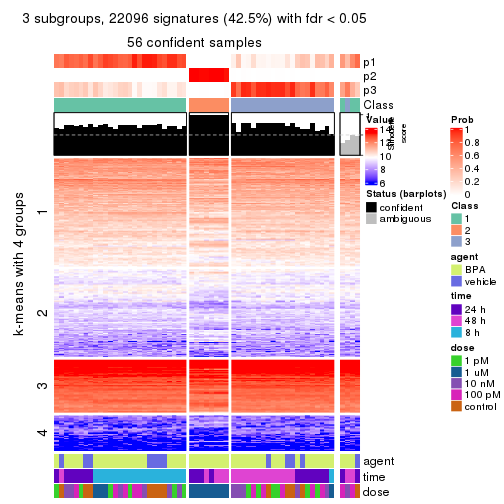 3 subgroups, 22096 signatures (42.5%) with fdr < 0.05
56 confident samples
p1
p2
p3
Class
Value
14
10
8
6
score
Status (barplots)
confident
ambiguous
Prob
1
0.8
0.6
0.4
0.2
0
Class
1
2
3
agent
BPA
vehicle
time
24 h
48 h
8 h
dose
1 pM
1 uM
10 nM
100 pM
control
k-means with 4 groups
1
2
3
4
agent
time
dose